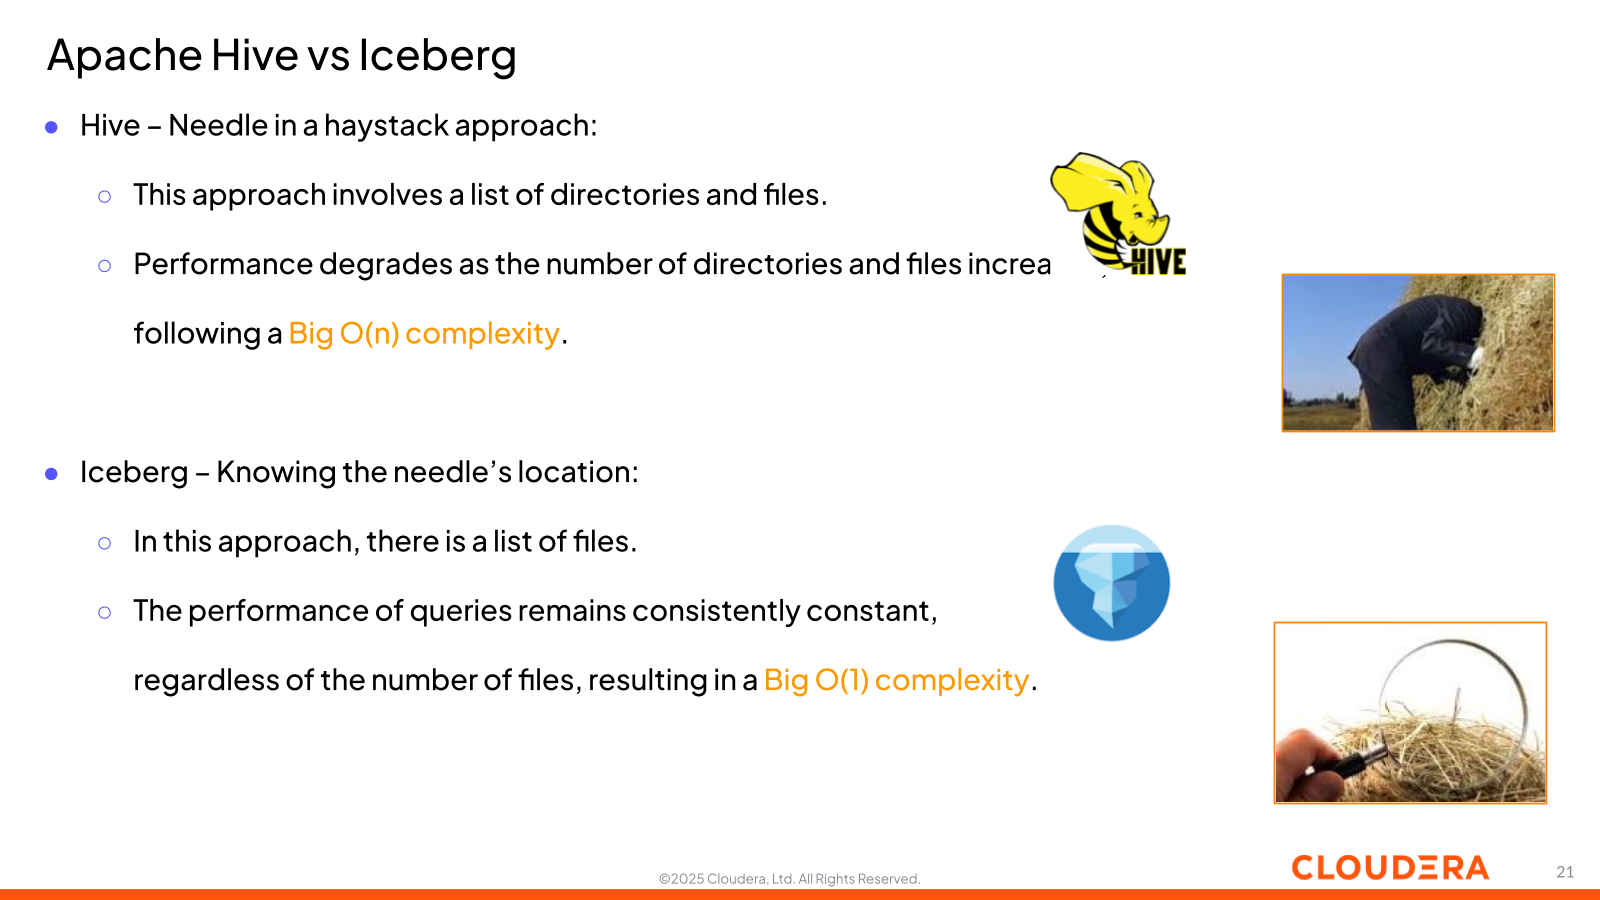 Apache Hive vs Iceberg
● Hive – Needle in a haystack approach:
○ This approach involves a list of directories and files.
○ Performance degrades as the number of directories and files increa
HIVE
following a Big O(n) complexity.
● Iceberg – Knowing the needle’s location:
○ In this approach, there is a list of files.
○ The performance of queries remains consistently constant,
regardless of the number of files, resulting in a Big O(1) complexity.
©2025 Cloudera, Ltd. All Rights Reserved.
CLOUDERA
21